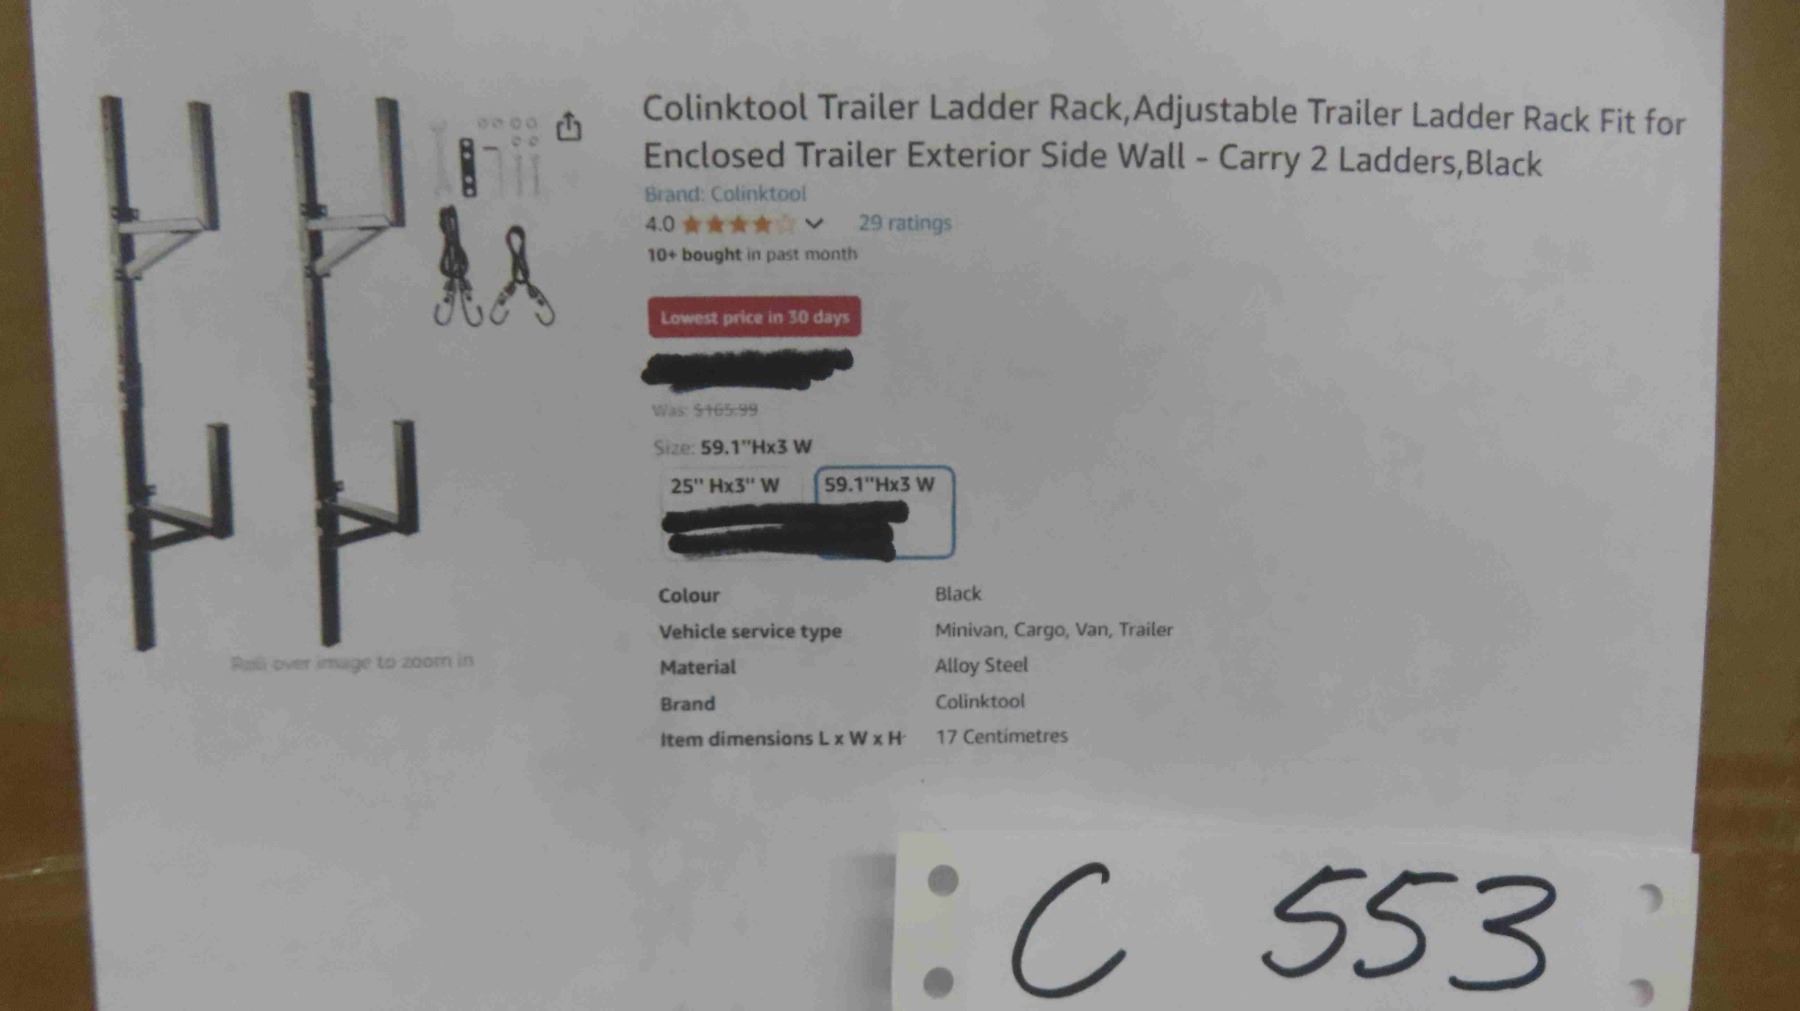 Colinktool Trailer Ladder Rack,Adjustable Trailer Ladder Rack Fit for
Enclosed Trailer Exterior Side Wall - Carry 2 Ladders,Black
Brand: Colinktool
4.0 29 ratings
10+ bought in past month
Lowest price in 30 days
Was: $165.99
Size: 59.1"Hx3 W
25" Hx3" W 59.1"Hx3 W
Colour Black
Vehicle service type Minivan, Cargo, Van, Trailer
Material Alloy Steel
Brand Colinktool
Item dimensions L x W x H 17 Centimetres
Roll over image to zoom in
C 553